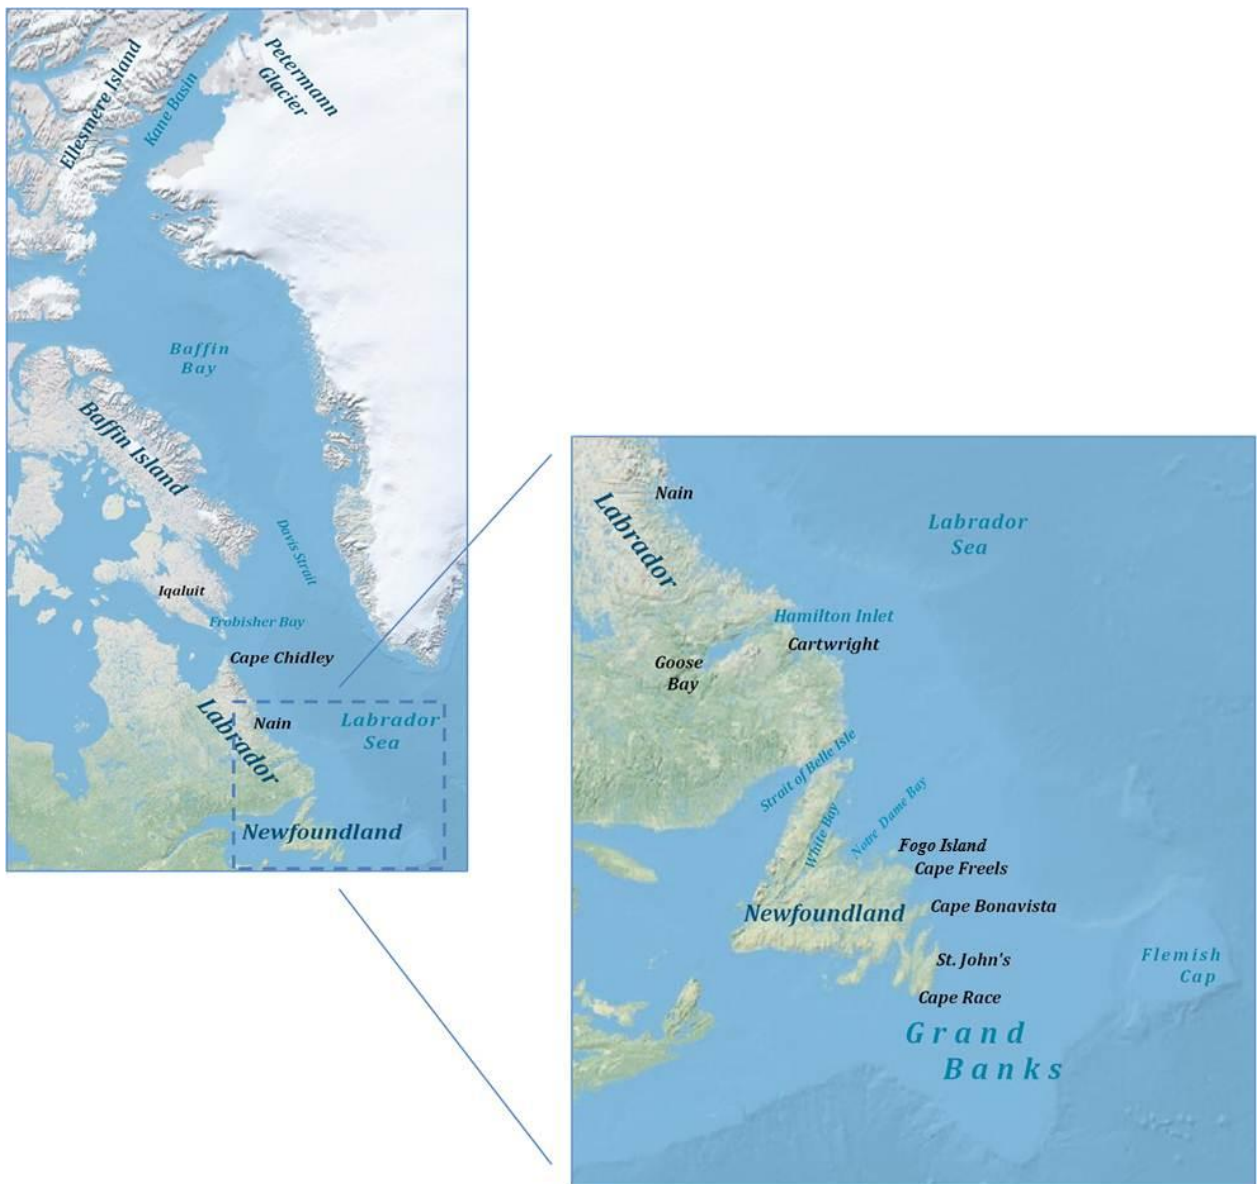 Ellesmere Island
Kane Basin
Petermann
Glacier
Baffin
Bay
Baffin Island
Davis Strait
Iqaluit
Frobisher Bay
Cape Chidley
Labrador
Nain
Labrador
Sea
Newfoundland
Nain
Labrador
Labrador
Sea
Hamilton Inlet
Cartwright
Goose
Bay
Strait of Belle Isle
White Bay
Notre Dame Bay
Fogo Island
Cape Freels
Newfoundland
Cape Bonavista
St. John's
Flemish
Cap
Cape Race
Grand
Banks